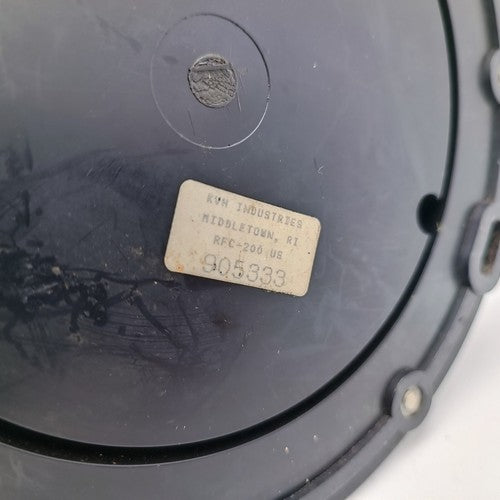 KVH INDUSTRIES
MIDDLETOWN, RI
RFC-200 US
905333